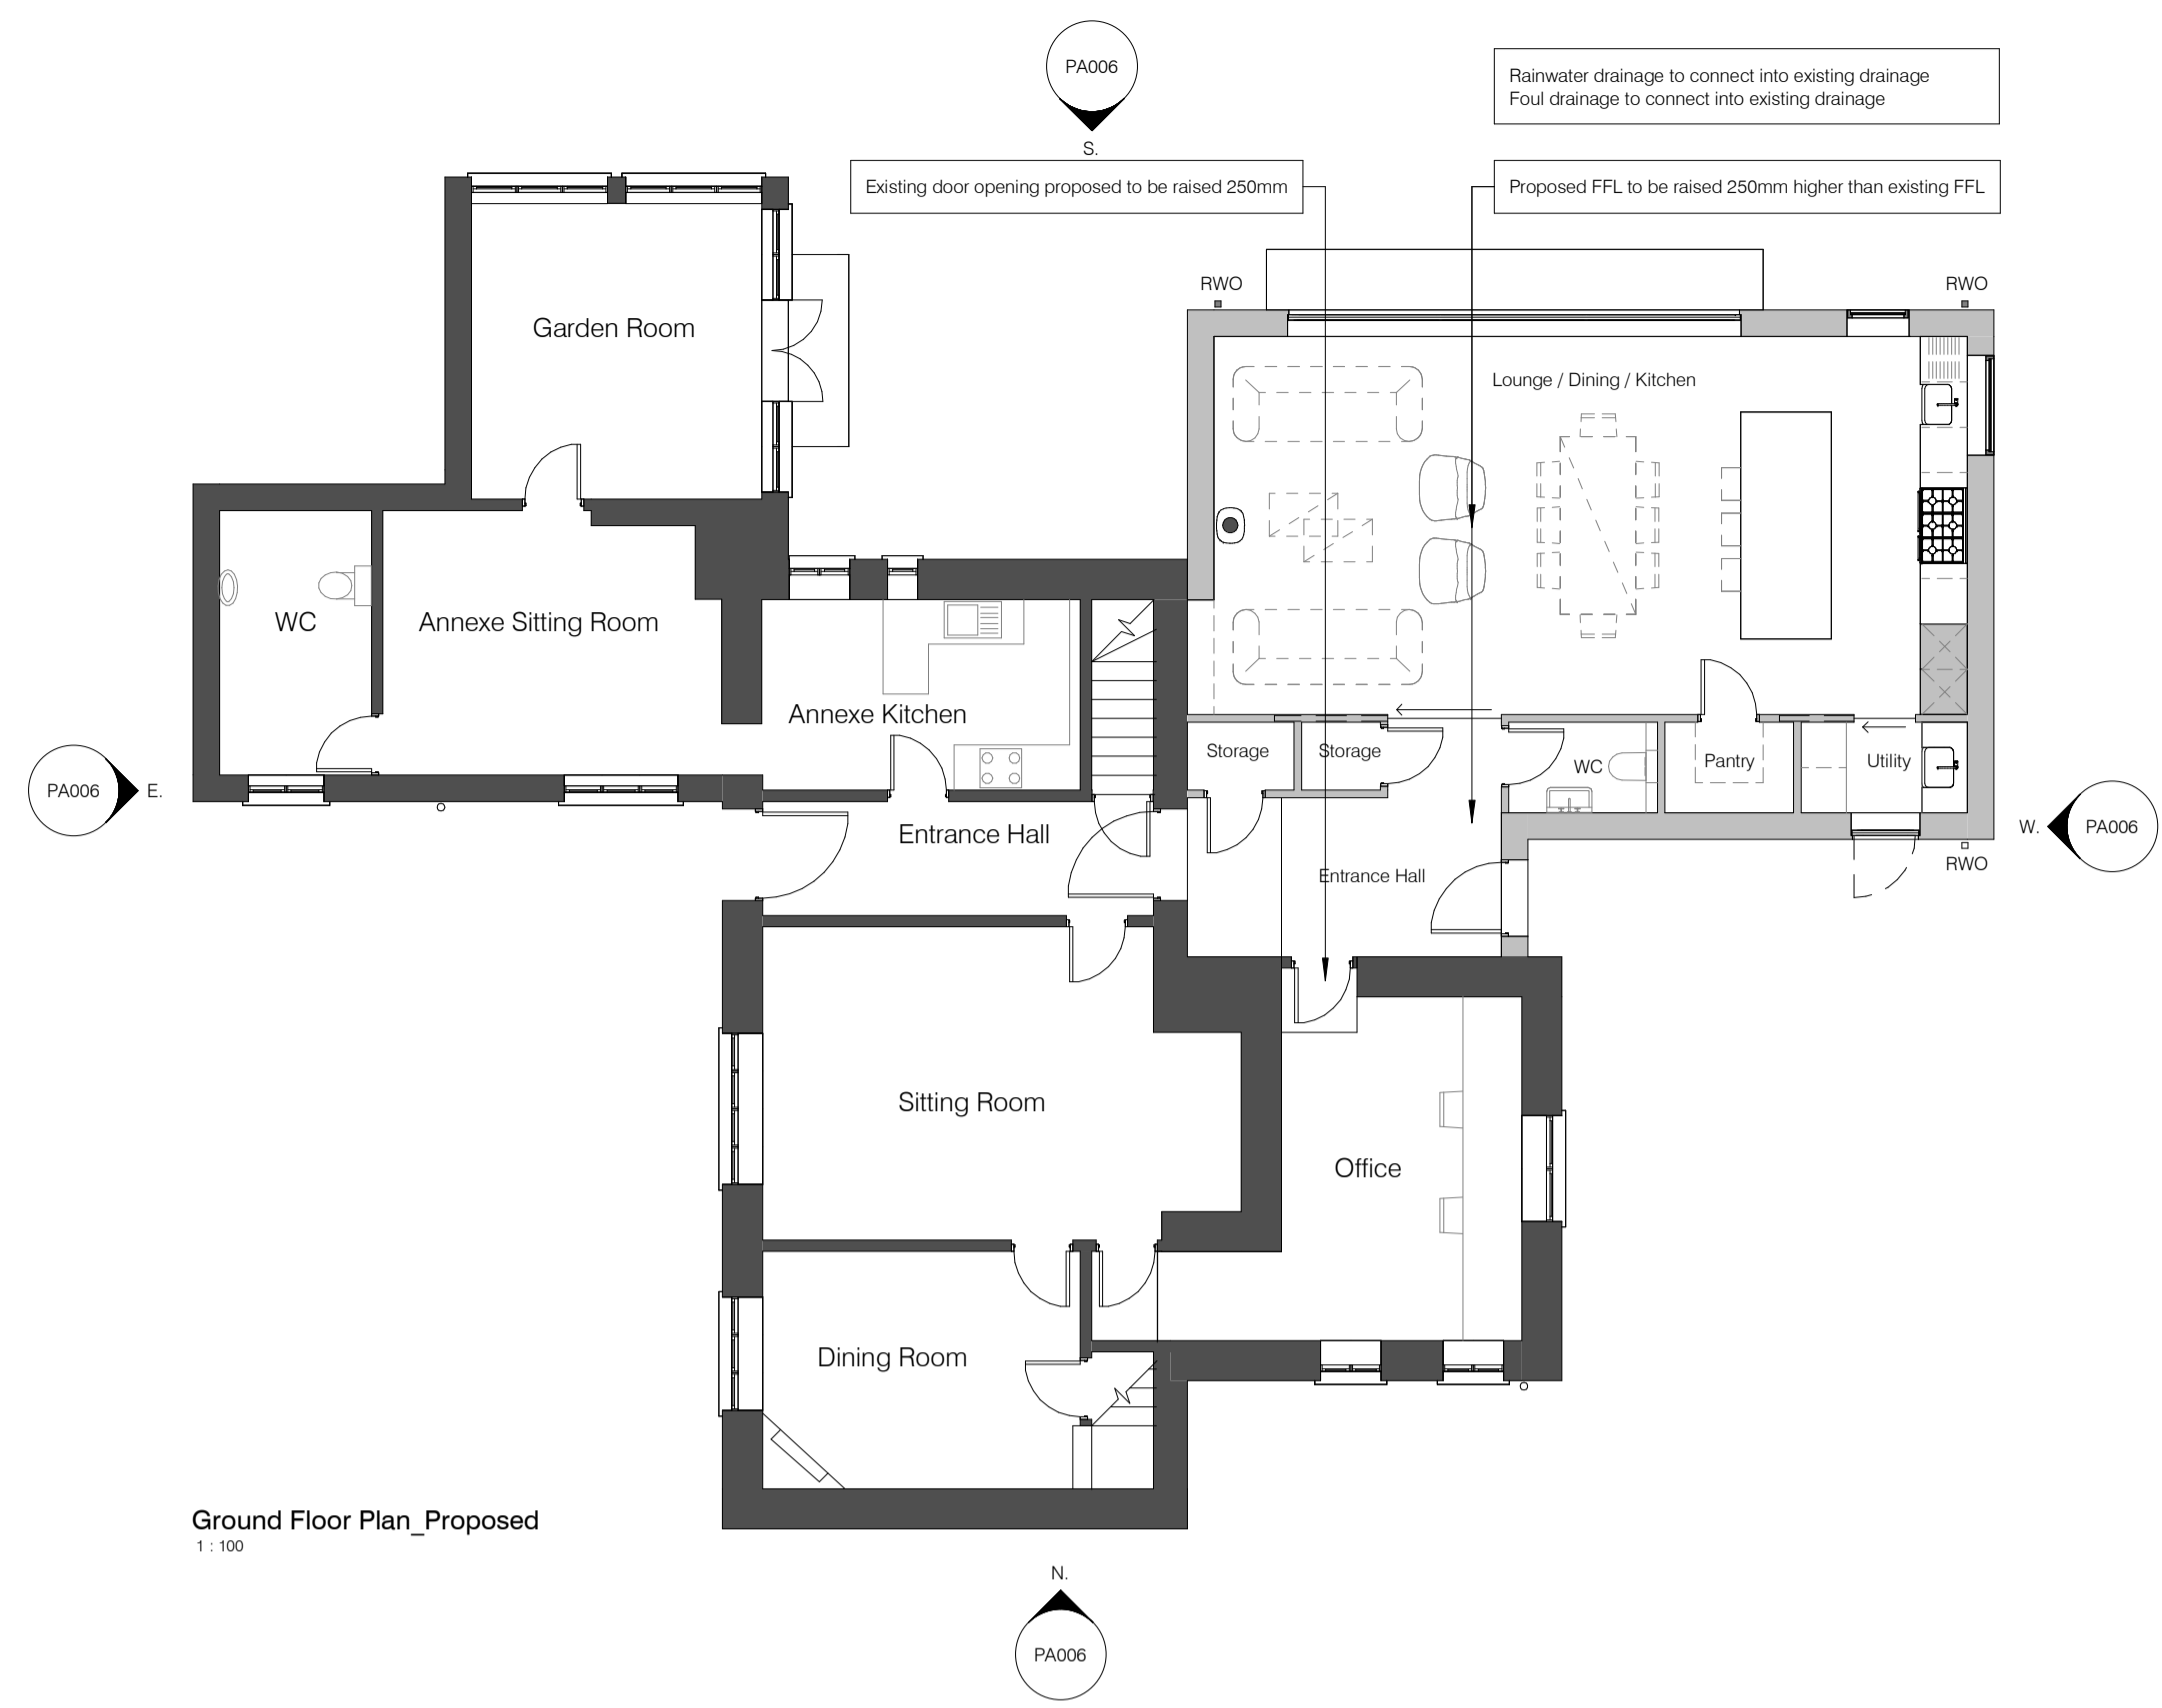 PA006
S.
Rainwater drainage to connect into existing drainage
Foul drainage to connect into existing drainage
Existing door opening proposed to be raised 250mm
Proposed FFL to be raised 250mm higher than existing FFL
RWO
RWO
Garden Room
Lounge / Dining / Kitchen
WC
Annexe Sitting Room
Annexe Kitchen
Storage
Storage
WC
Pantry
Utility
PA006
E.
Entrance Hall
W.
PA006
RWO
Entrance Hall
Sitting Room
Office
Dining Room
Ground Floor Plan_Proposed
1 : 100
N.
PA006